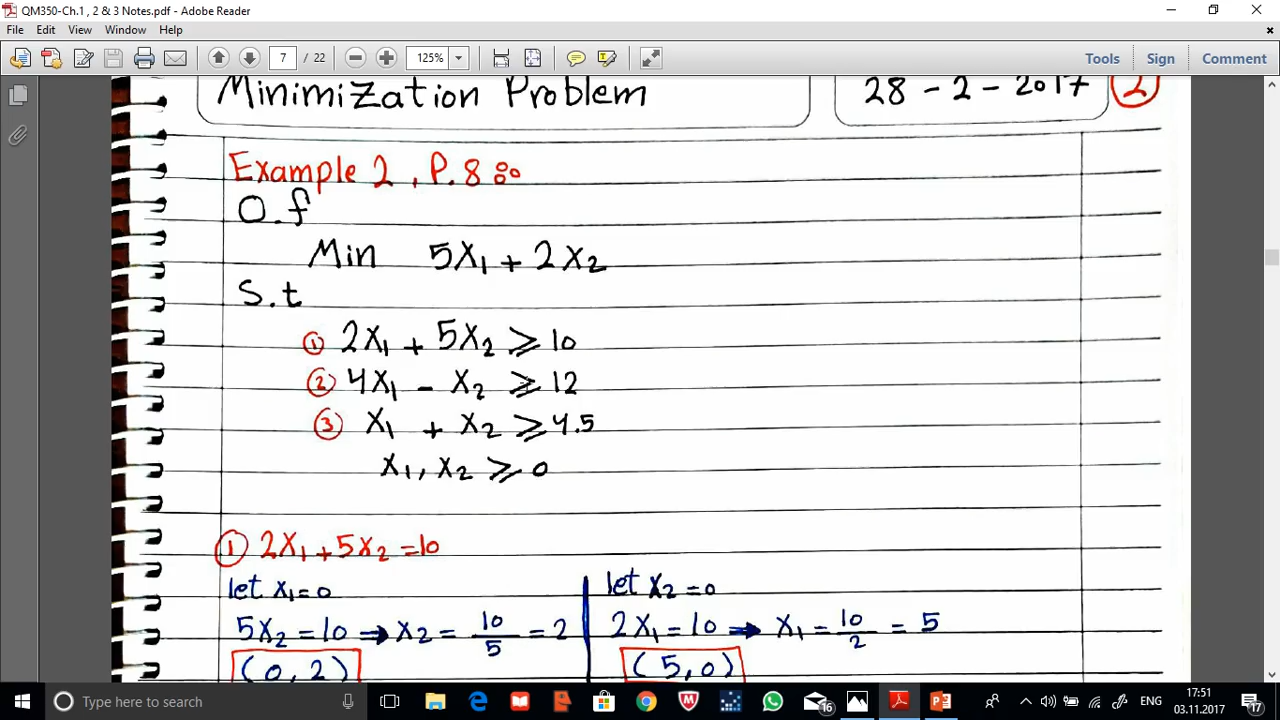 QM350-Ch.1, 2 & 3 Notes.pdf - Adobe Reader
File Edit View Window Help
7 / 22 125% Tools Sign Comment
Minimization Problem 28 - 2 - 2017 2
Example 2, P.8 :
O.f
Min 5X₁ + 2X₂
S.t
① 2X₁ + 5X₂ ≥ 10
② 4X₁ - X₂ ≥ 12
③ X₁ + X₂ ≥ 4.5
X₁, X₂ ≥ 0
① 2X₁ + 5X₂ = 10
let X₁ = 0 let X₂ = 0
5X₂ = 10 → X₂ = 10/5 = 2 2X₁ = 10 → X₁ = 10/2 = 5
(0, 2) (5, 0)
Type here to search 16 ENG 17:51 03.11.2017 17